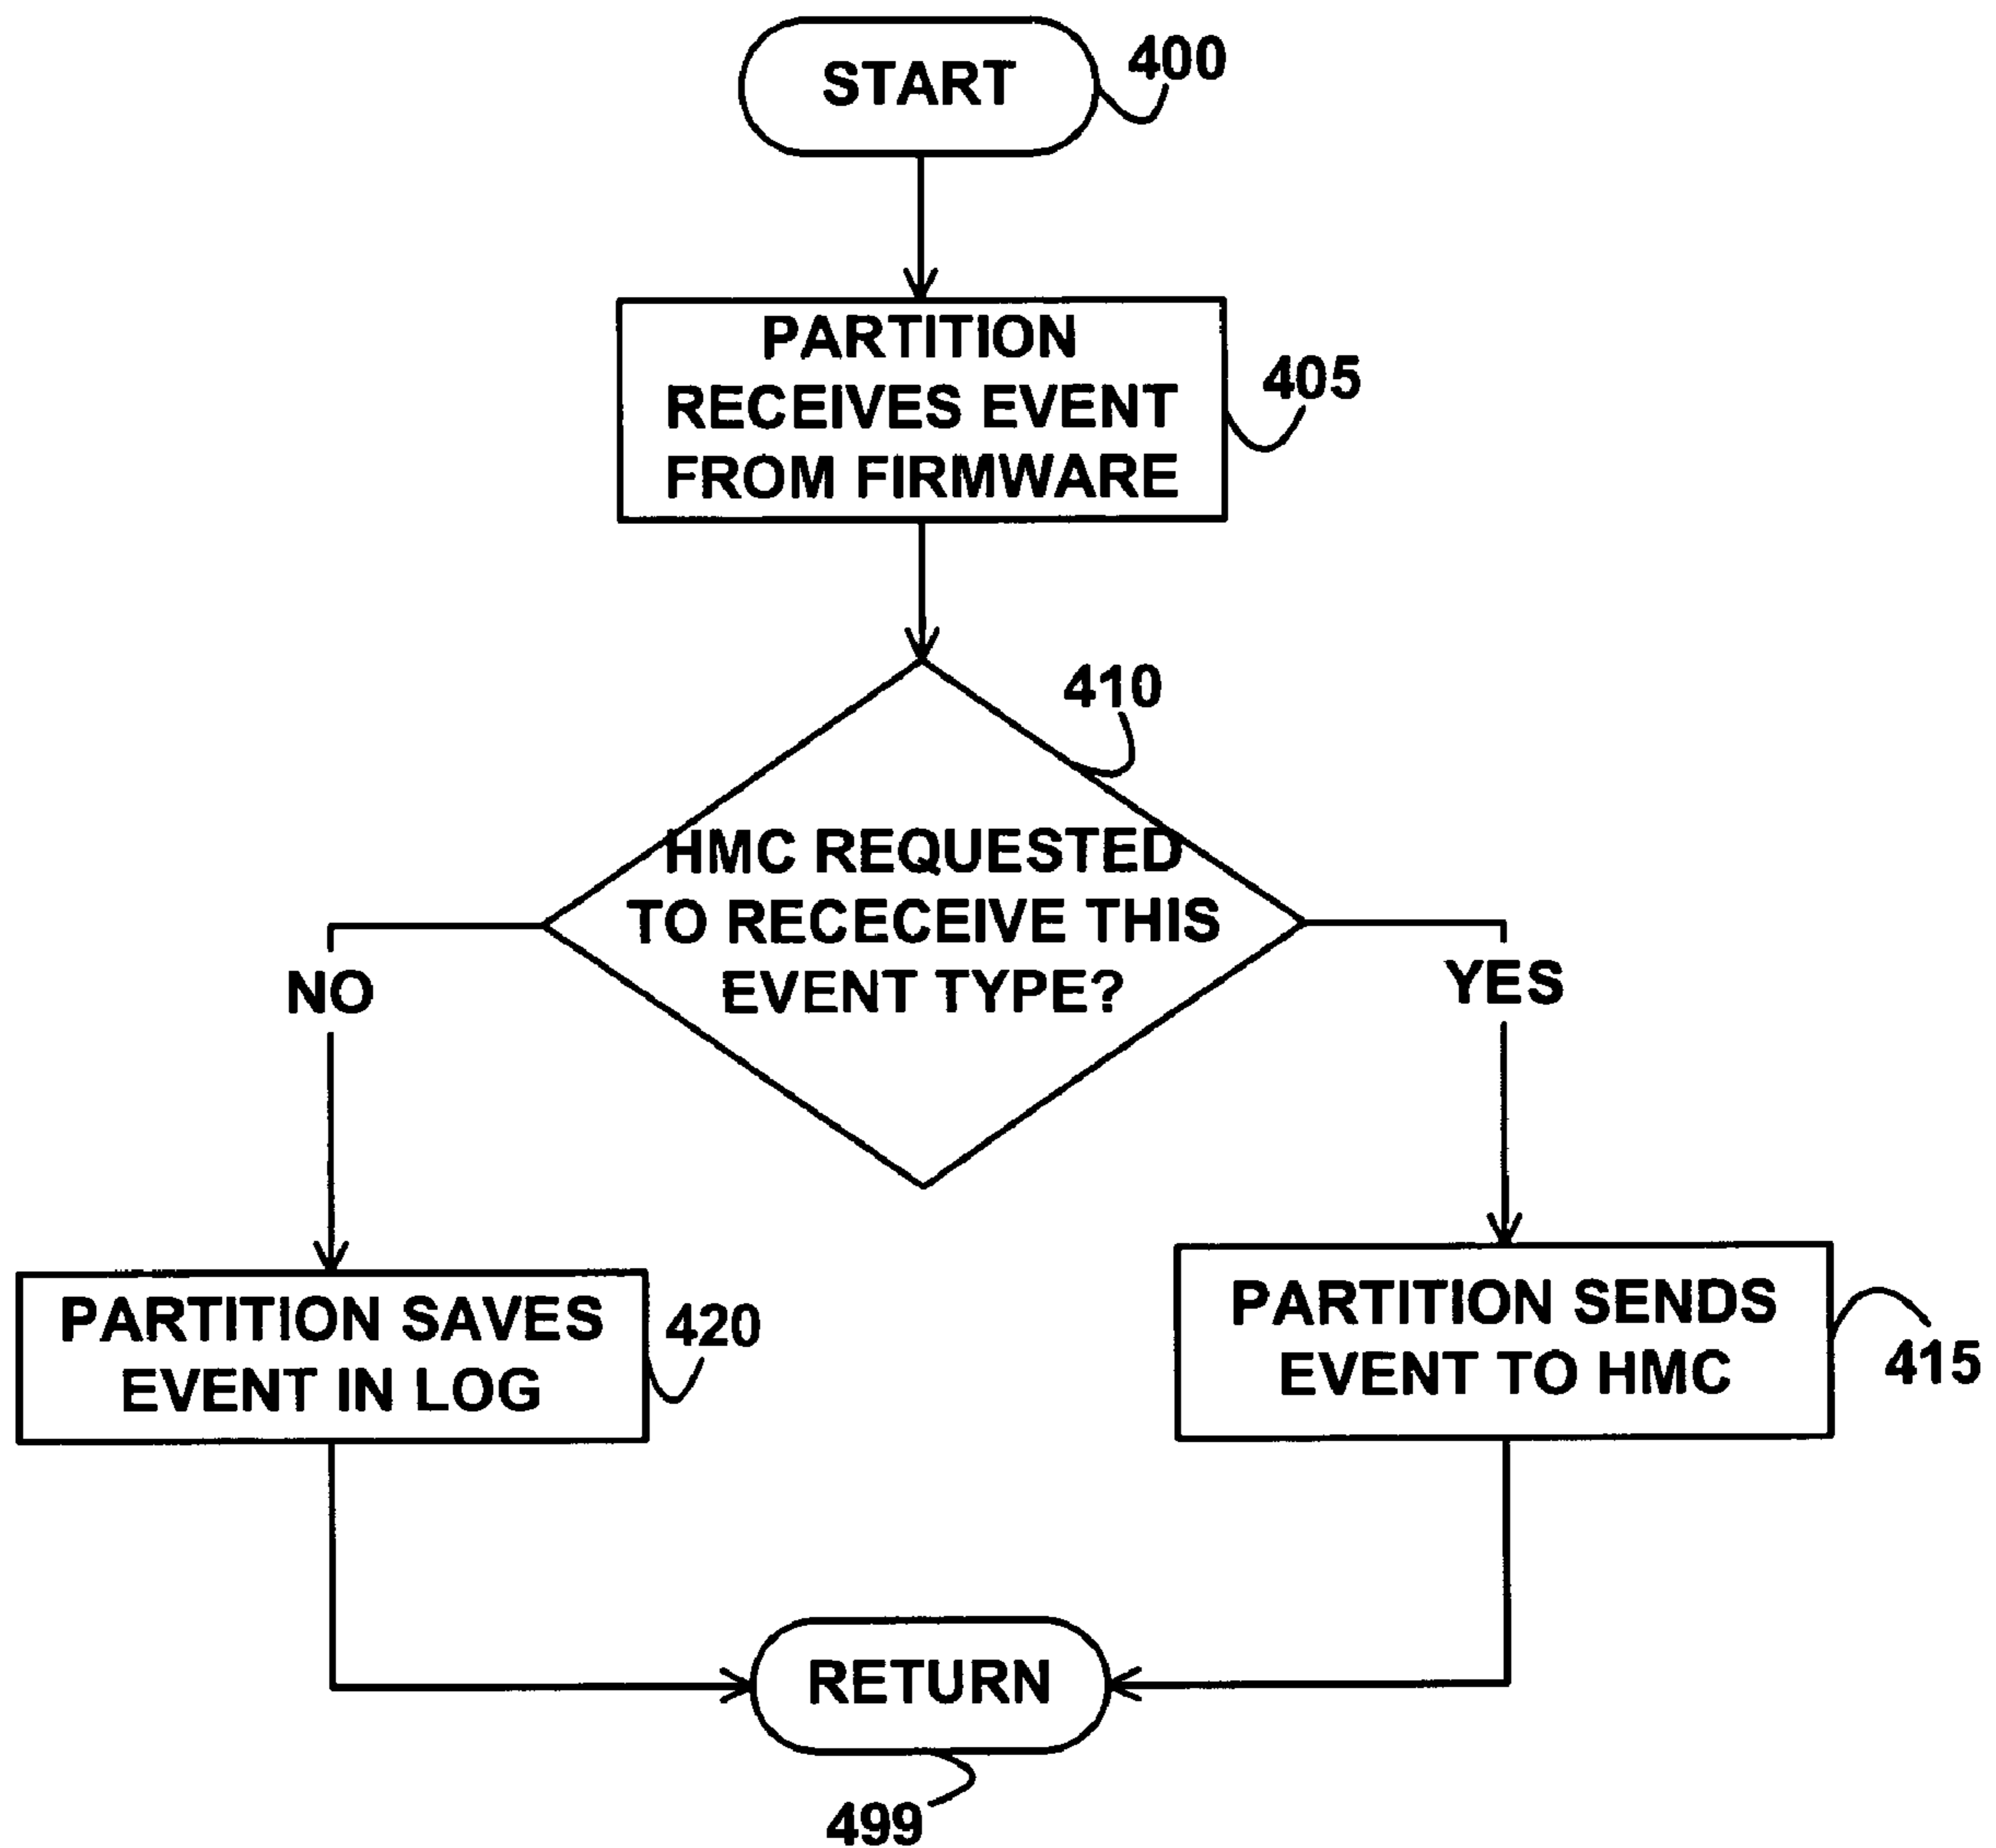 START
400
PARTITION
RECEIVES EVENT
FROM FIRMWARE
405
410
HMC REQUESTED
TO RECECEIVE THIS
EVENT TYPE?
NO
YES
PARTITION SAVES
EVENT IN LOG
420
PARTITION SENDS
EVENT TO HMC
415
RETURN
499